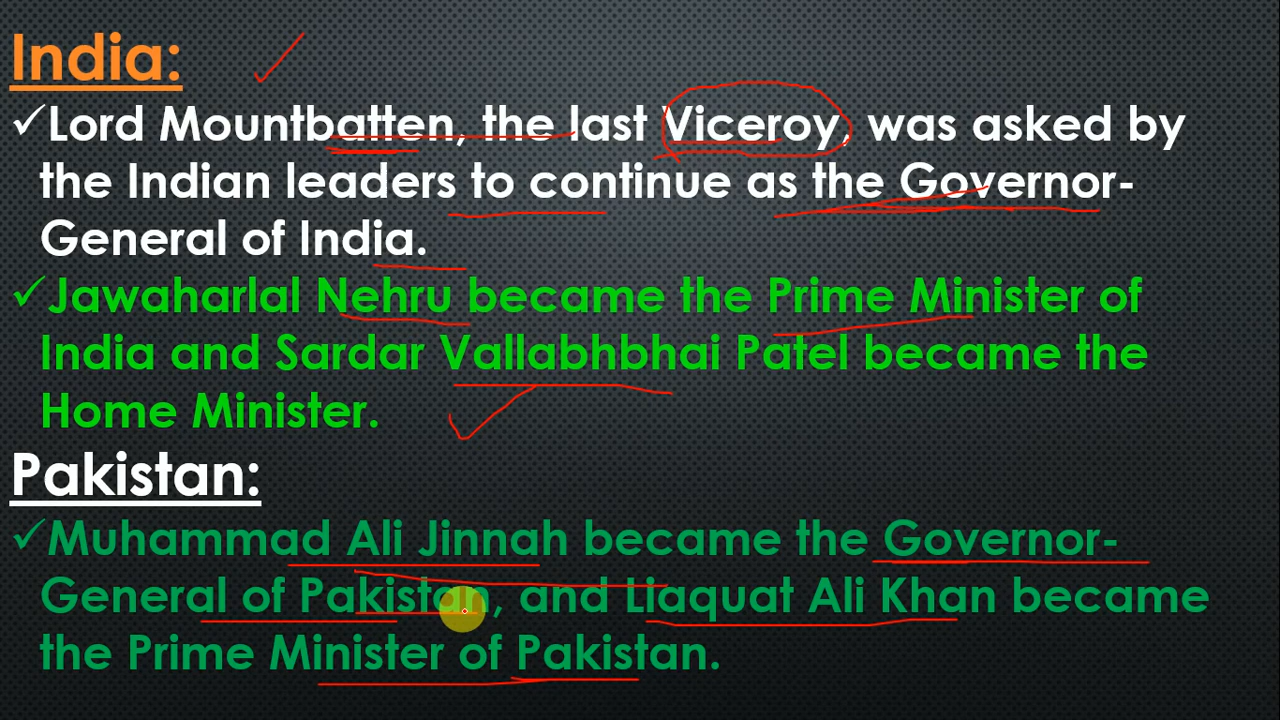 India:
✓Lord Mountbatten, the last Viceroy, was asked by
the Indian leaders to continue as the Governor-
General of India.
✓Jawaharlal Nehru became the Prime Minister of
India and Sardar Vallabhbhai Patel became the
Home Minister.
Pakistan:
✓Muhammad Ali Jinnah became the Governor-
General of Pakistan, and Liaquat Ali Khan became
the Prime Minister of Pakistan.